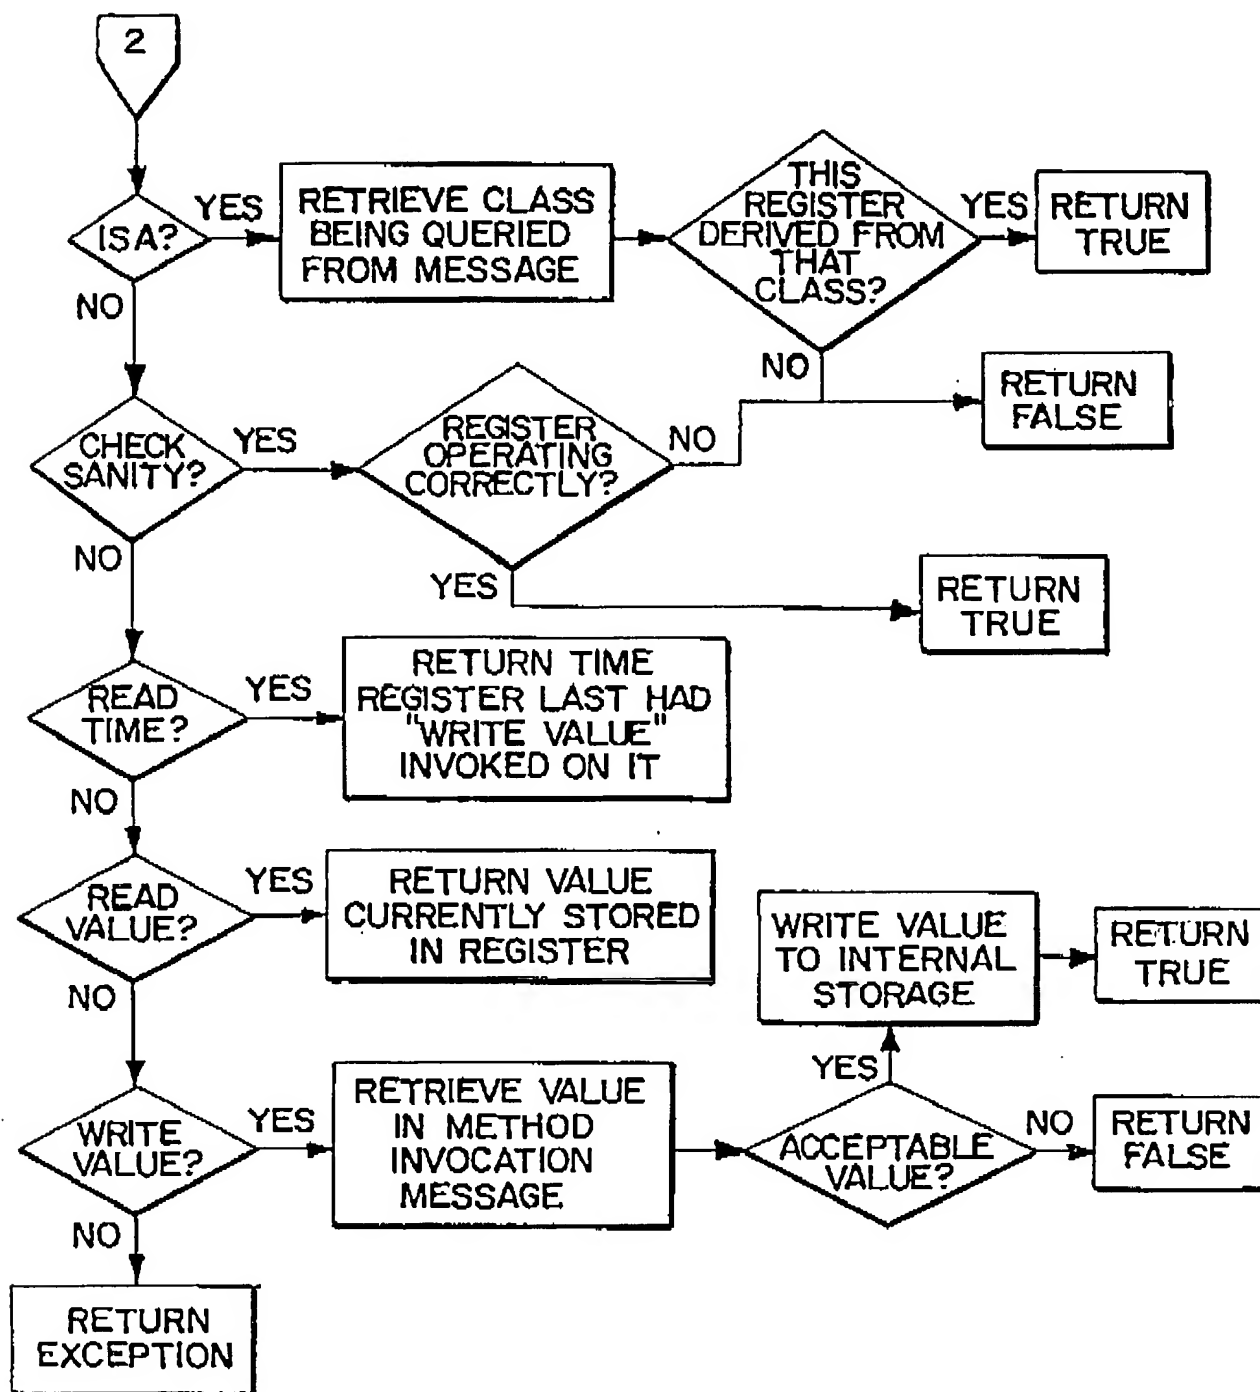 2
ISA?
YES
RETRIEVE CLASS
BEING QUERIED
FROM MESSAGE
THIS
REGISTER
DERIVED FROM
THAT
CLASS?
YES
RETURN
TRUE
NO
NO
RETURN
FALSE
CHECK
SANITY?
YES
REGISTER
OPERATING
CORRECTLY?
NO
NO
YES
RETURN
TRUE
READ
TIME?
YES
RETURN TIME
REGISTER LAST HAD
"WRITE VALUE"
INVOKED ON IT
NO
READ
VALUE?
YES
RETURN VALUE
CURRENTLY STORED
IN REGISTER
WRITE VALUE
TO INTERNAL
STORAGE
RETURN
TRUE
NO
YES
WRITE
VALUE?
YES
RETRIEVE VALUE
IN METHOD
INVOCATION
MESSAGE
ACCEPTABLE
VALUE?
NO
RETURN
FALSE
NO
RETURN
EXCEPTION